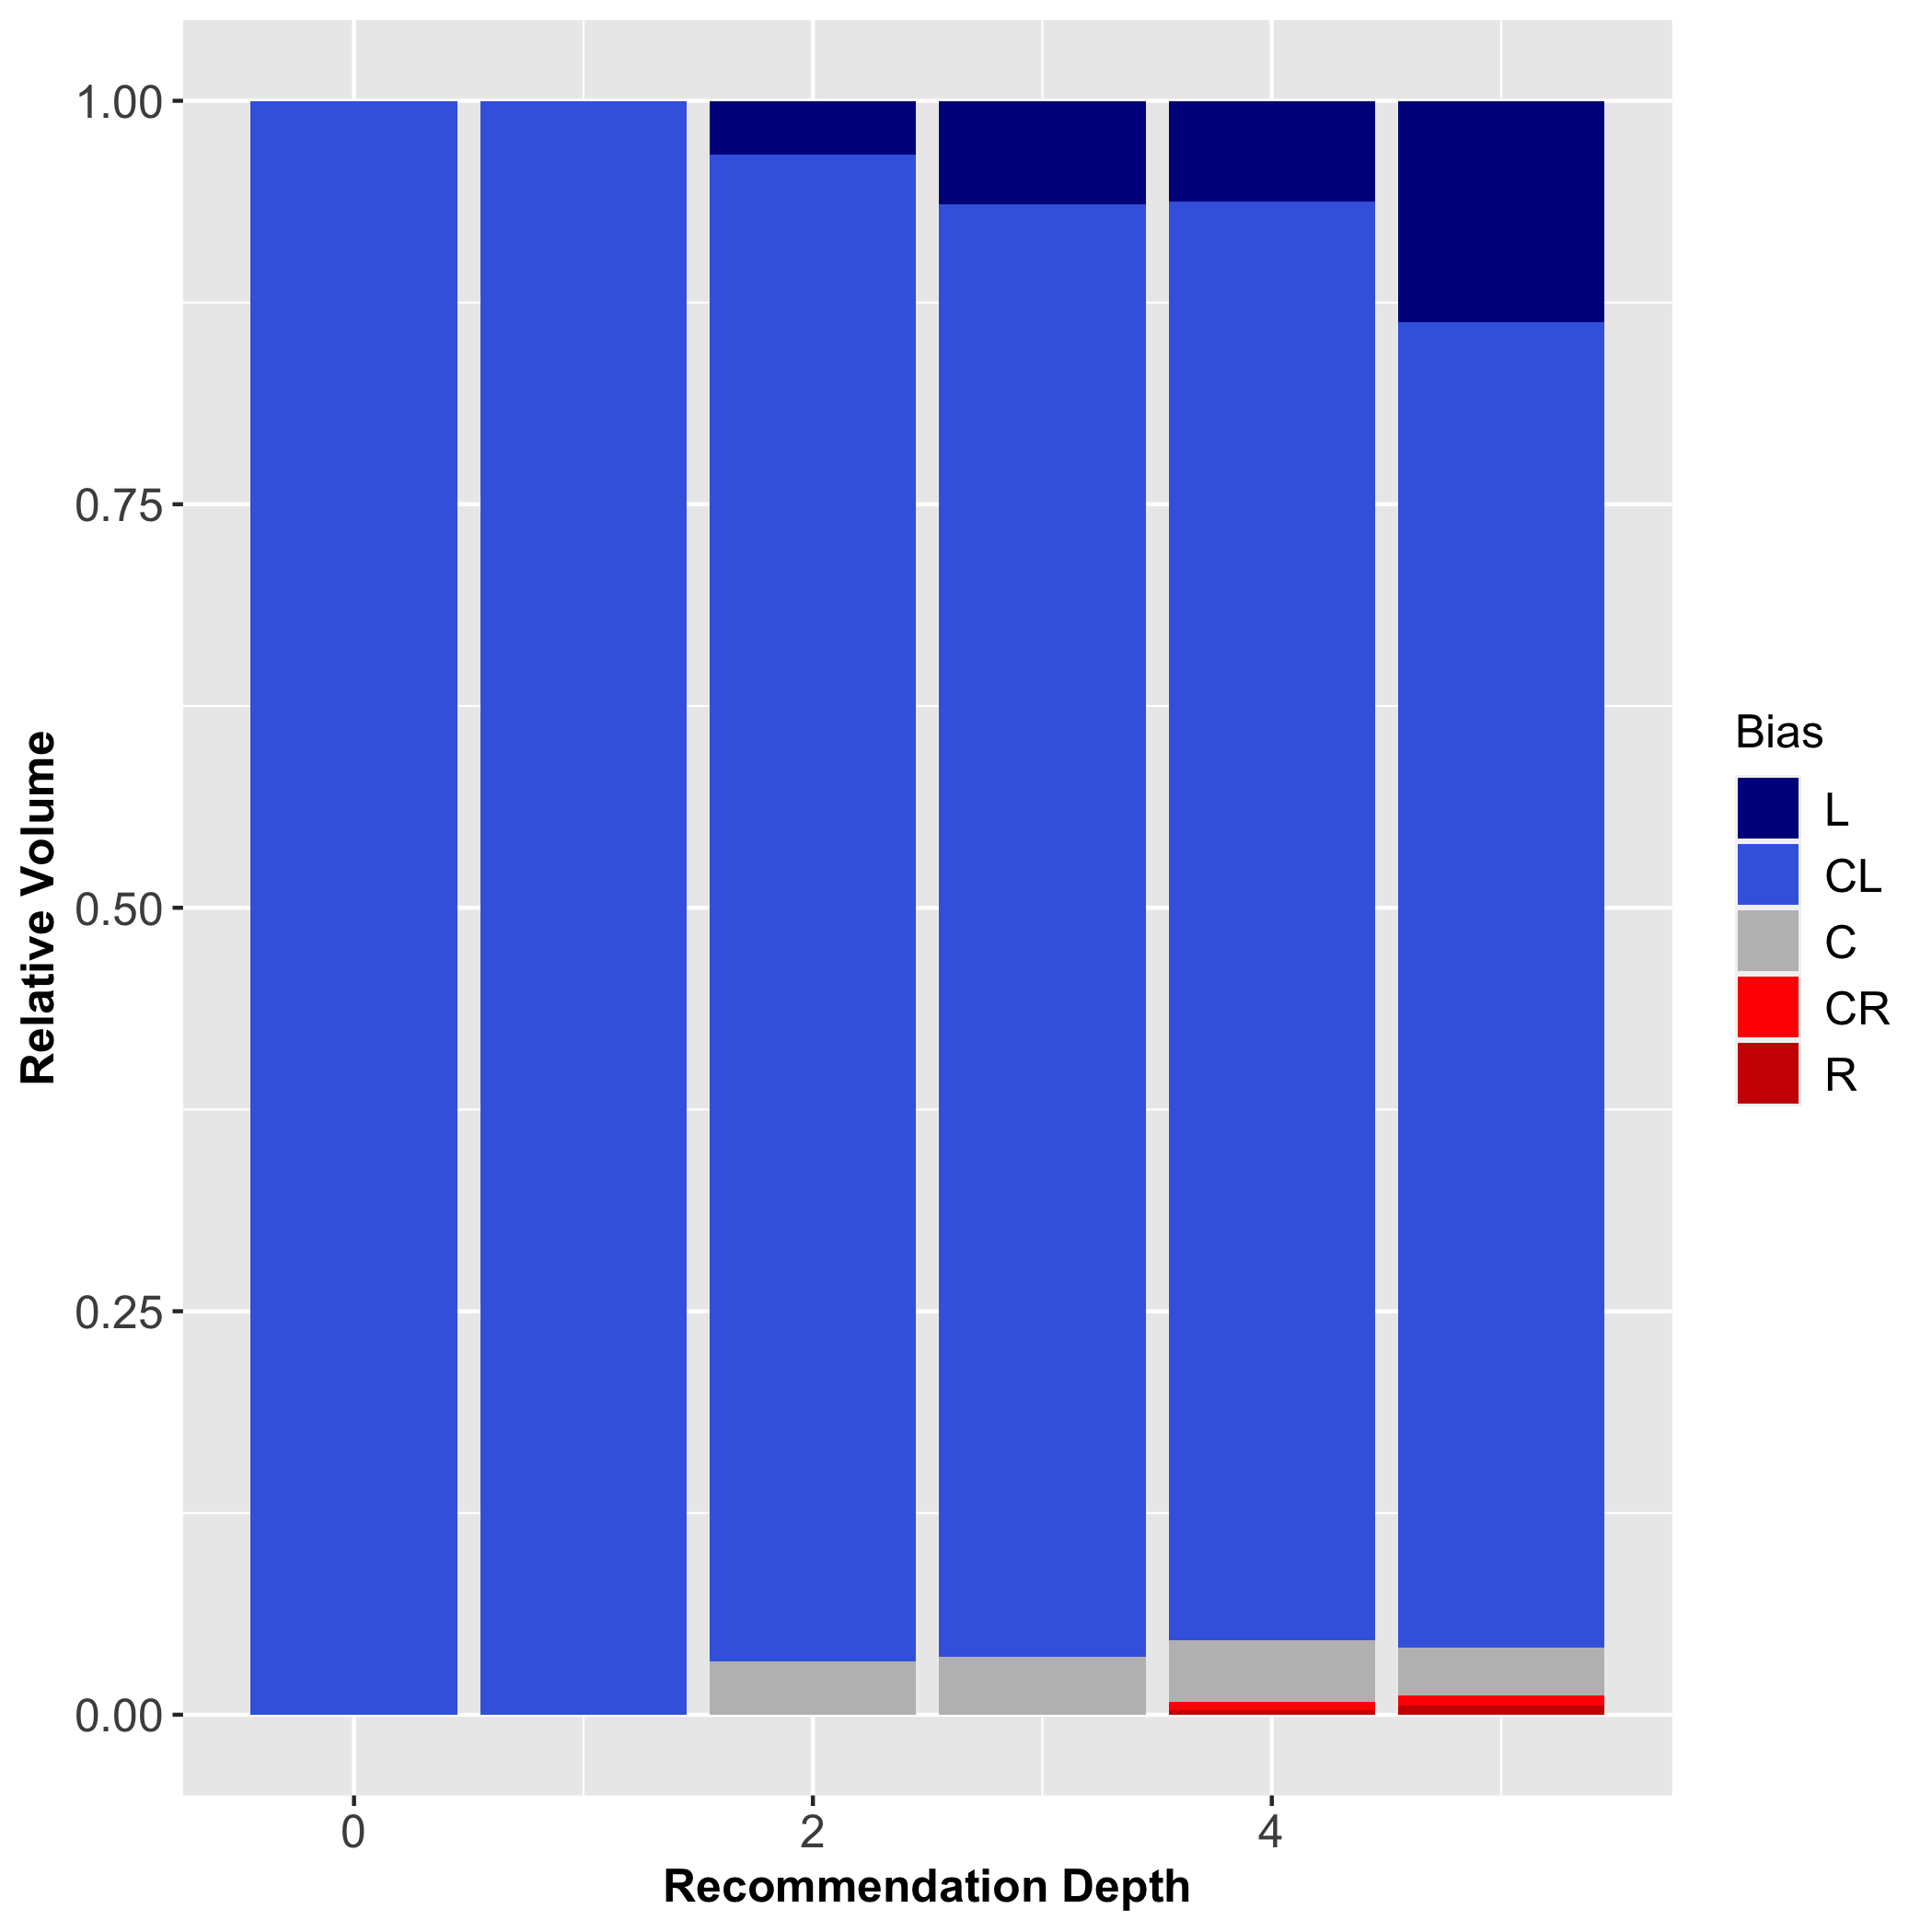 1.00
0.75
0.50
0.25
0.00
Relative Volume
0 2 4
Recommendation Depth
Bias
L
CL
C
CR
R